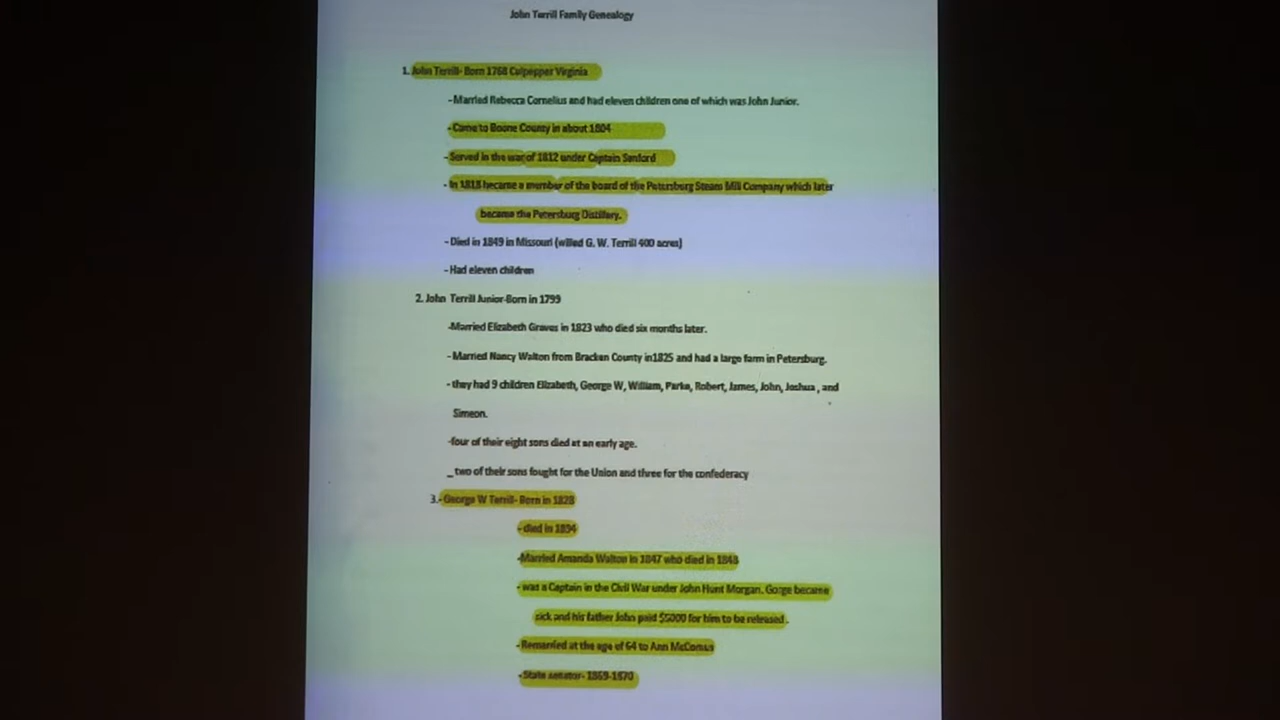 John Terrill Family Genealogy
1. John Terrill- Born 1768 Culpepper Virginia
-Married Rebecca Cornelius and had eleven children one of which was John Junior.
- Came to Boone County in about 1804
- Served in the war of 1812 under Captain Sanford
- In 1818 became a member of the board of the Petersburg Steam Mill Company which later
became the Petersburg Distillery.
- Died in 1849 in Missouri (willed G. W. Terrill 400 acres)
- Had eleven children
2. John Terrill Junior-Born in 1799
-Married Elizabeth Graves in 1823 who died six months later.
- Married Nancy Walton from Bracken County in1825 and had a large farm in Petersburg.
- they had 9 children Elizabeth, George W, William, Parke, Robert, James, John, Joshua , and
Simeon.
-four of their eight sons died at an early age.
_ two of their sons fought for the Union and three for the confederacy
3.- George W Terrill- Born in 1828
- died in 1894
-Married Amanda Walton in 1847 who died in 1848
- was a Captain in the Civil War under John Hunt Morgan. Gorge became
sick and his father John paid $5000 for him to be released .
- Remarried at the age of 64 to Ann McComas
- State senator- 1869-1870